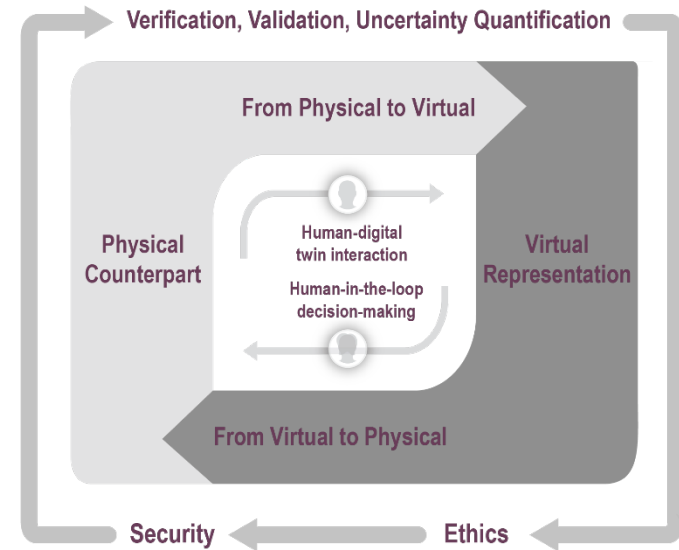 Verification, Validation, Uncertainty Quantification
From Physical to Virtual
Physical
Counterpart
Human-digital
twin interaction
Human-in-the-loop
decision-making
Virtual
Representation
From Virtual to Physical
Security
Ethics